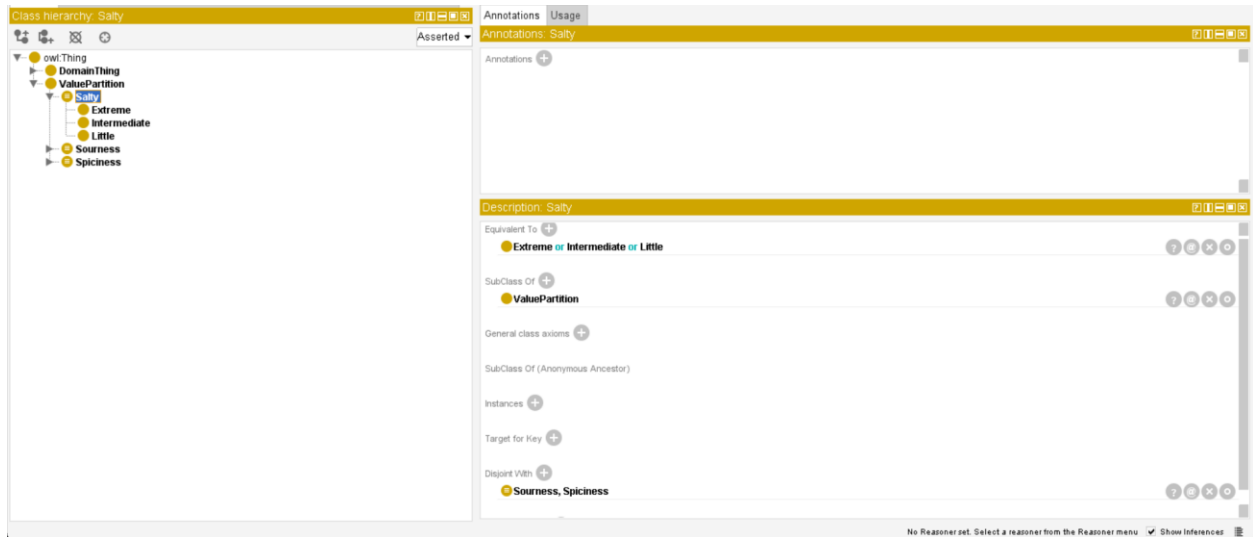 Class hierarchy: Salty
Asserted
owl:Thing
DomainThing
ValuePartition
Salty
Extreme
Intermediate
Little
Sourness
Spiciness
Annotations Usage
Annotations: Salty
Annotations
Description: Salty
Equivalent To
Extreme or Intermediate or Little
SubClass Of
ValuePartition
General class axioms
SubClass Of (Anonymous Ancestor)
Instances
Target for Key
Disjoint With
Sourness, Spiciness
No Reasoner set. Select a reasoner from the Reasoner menu Show Inferences